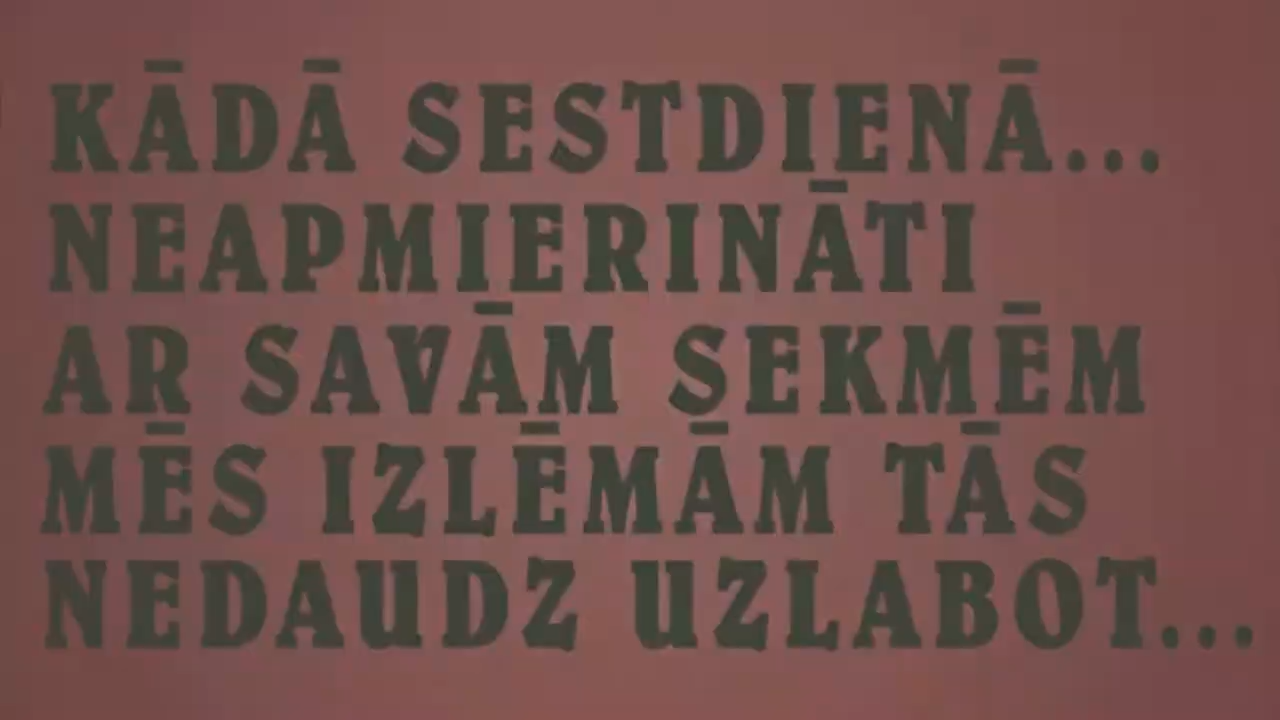 KĀDĀ SESTDIENĀ...
NEAPMIERINĀTI
AR SAVĀM SEKMĒM
MĒS IZLĒMĀM TĀS
NEDAUDZ UZLABOT...